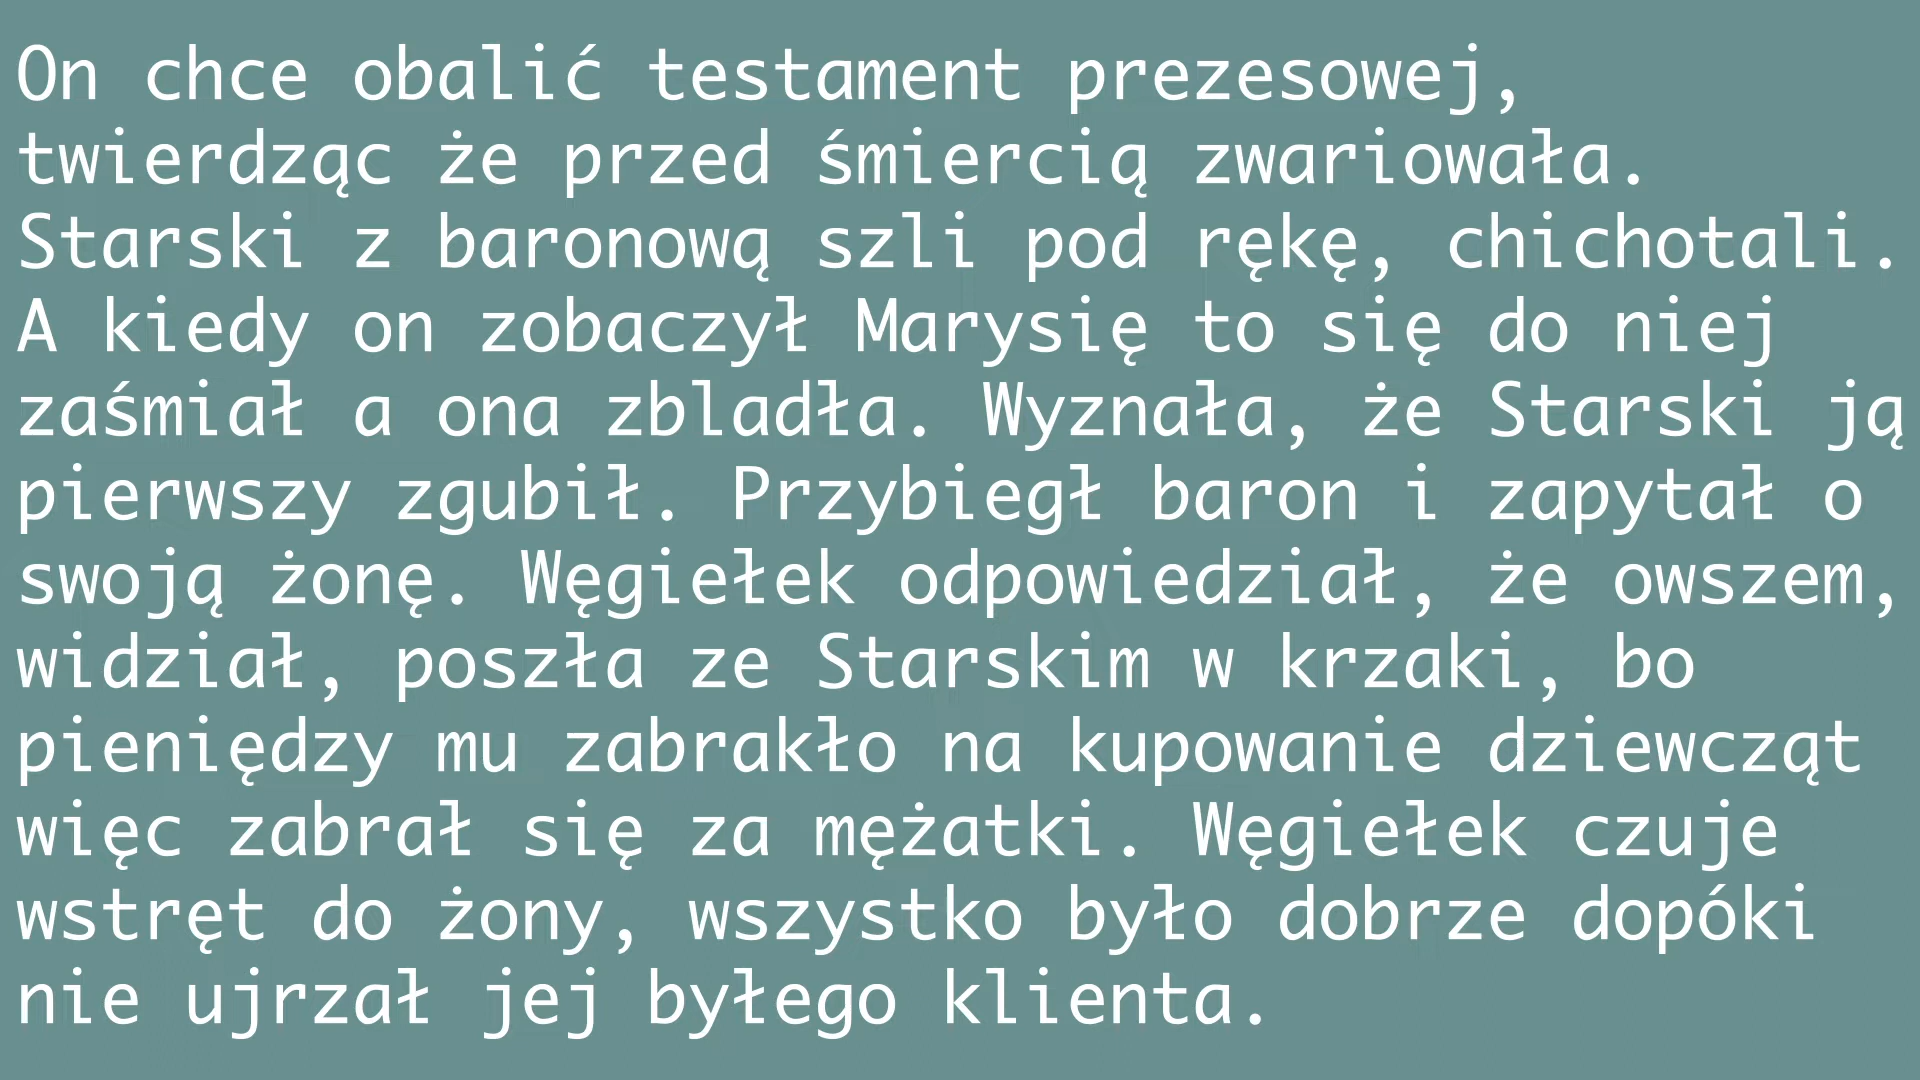 On chce obalić testament prezesowej,
twierdząc że przed śmiercią zwariowała.
Starski z baronową szli pod rękę, chichotali.
A kiedy on zobaczył Marysię to się do niej
zaśmiał a ona zbladła. Wyznała, że Starski ją
pierwszy zgubił. Przybiegł baron i zapytał o
swoją żonę. Węgiełek odpowiedział, że owszem,
widział, poszła ze Starskim w krzaki, bo
pieniędzy mu zabrakło na kupowanie dziewcząt
więc zabrał się za mężatki. Węgiełek czuje
wstręt do żony, wszystko było dobrze dopóki
nie ujrzał jej byłego klienta.